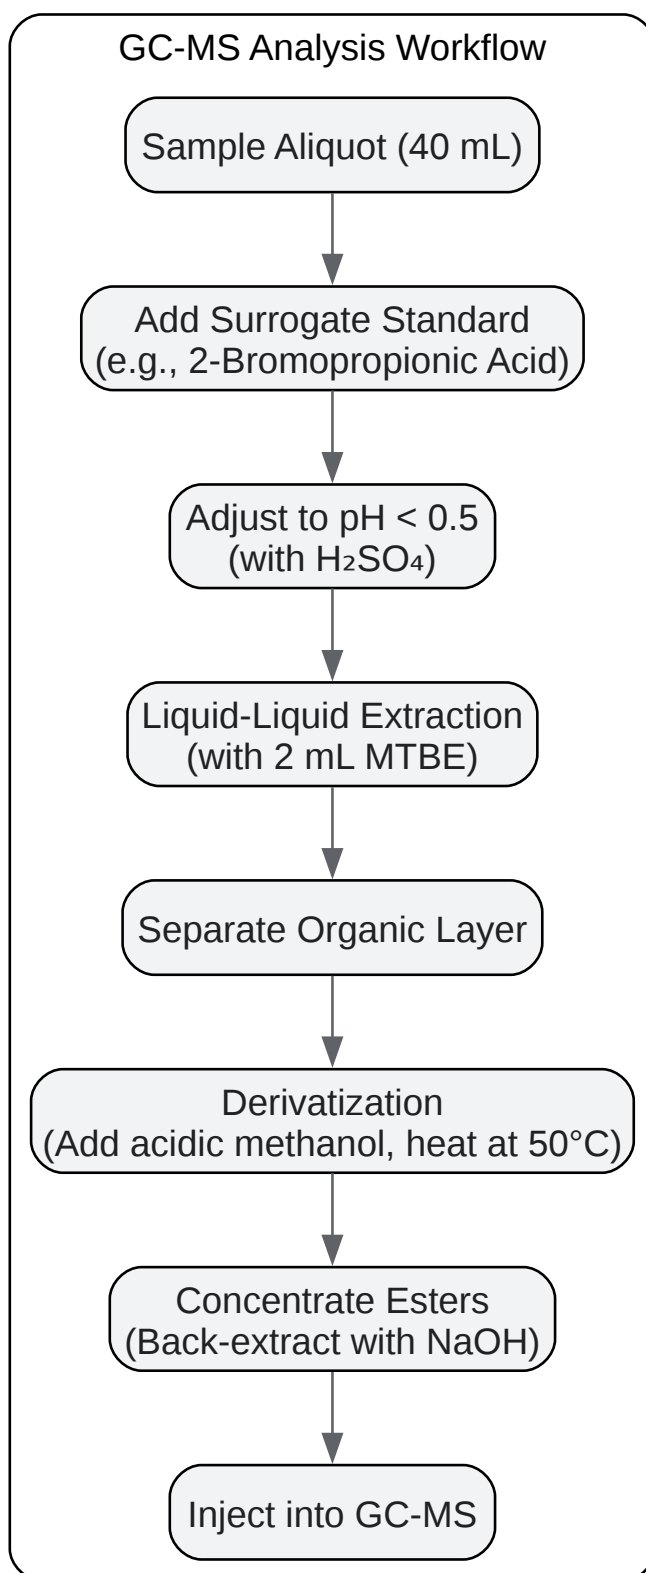 GC-MS Analysis Workflow
Sample Aliquot (40 mL)
Add Surrogate Standard
(e.g., 2-Bromopropionic Acid)
Adjust to pH < 0.5
(with H₂SO₄)
Liquid-Liquid Extraction
(with 2 mL MTBE)
Separate Organic Layer
Derivatization
(Add acidic methanol, heat at 50°C)
Concentrate Esters
(Back-extract with NaOH)
Inject into GC-MS